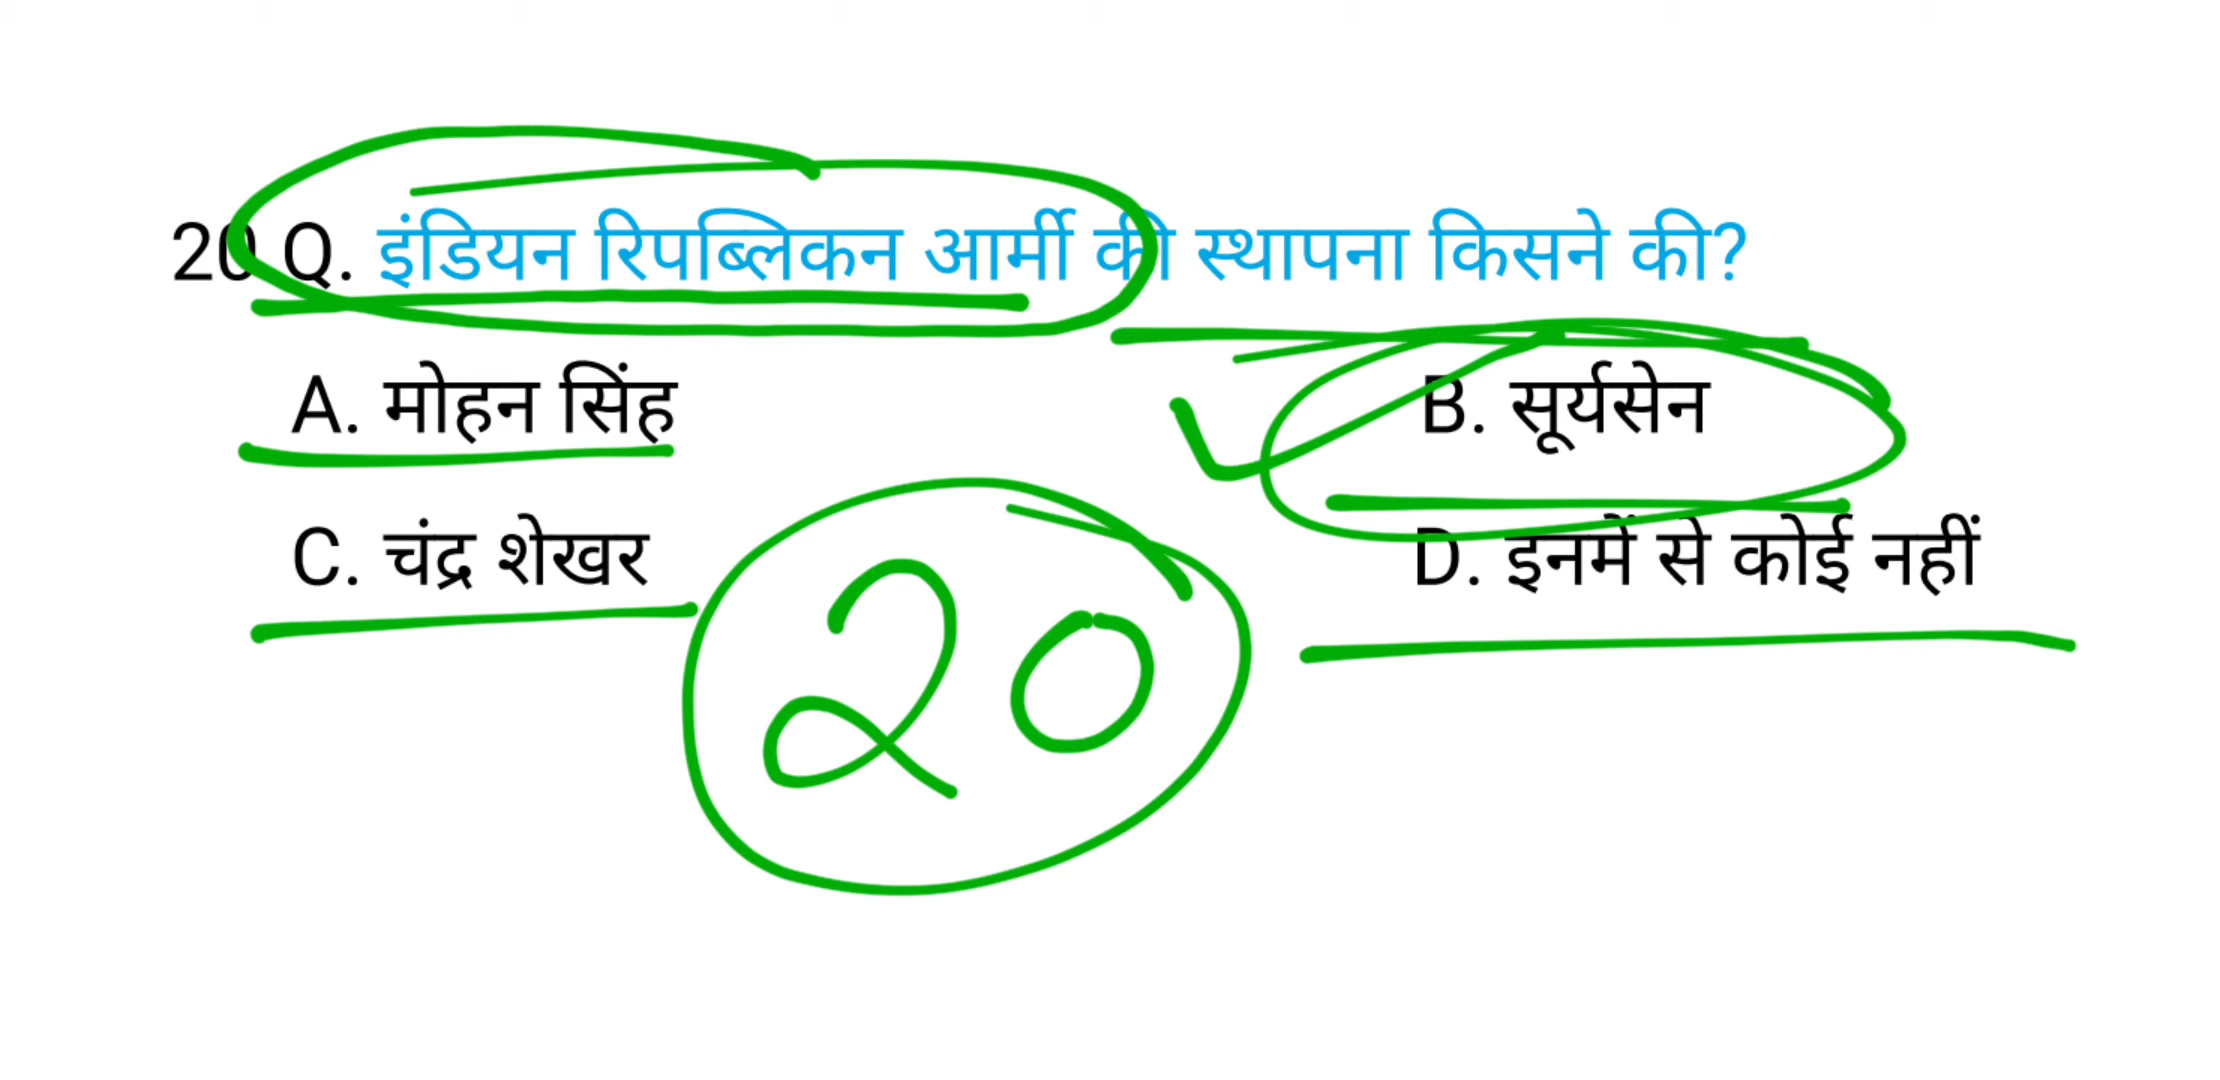 20 Q. इंडियन रिपब्लिकन आर्मी की स्थापना किसने की?
A. मोहन सिंह B. सूर्यसेन
C. चंद्र शेखर D. इनमें से कोई नहीं
20